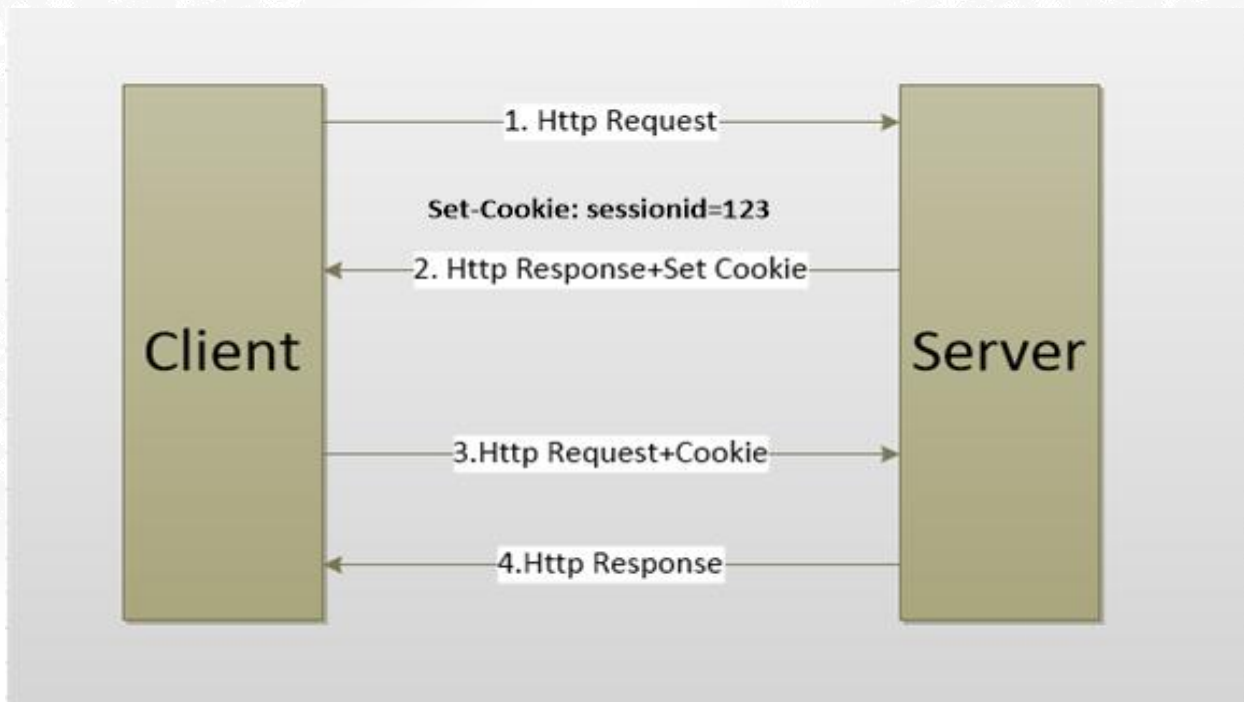 1. Http Request
Set-Cookie: sessionid=123
2. Http Response+Set Cookie
Client
Server
3.Http Request+Cookie
4.Http Response